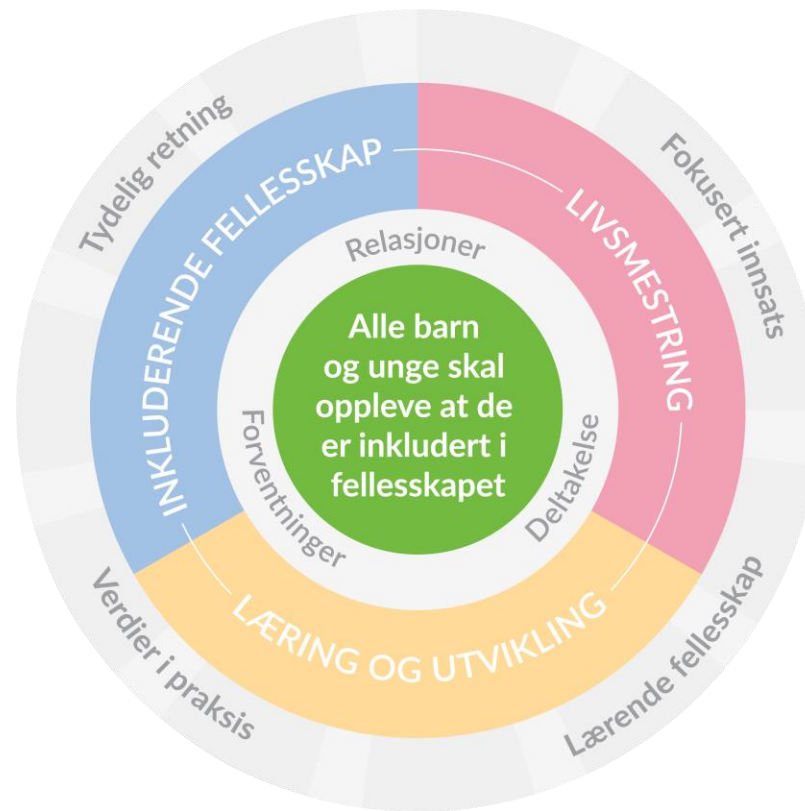 Tydelig retning
Fokusert innsats
INKLUDERENDE FELLESSKAP
LIVSMESTRING
Relasjoner
Alle barn
og unge skal
oppleve at de
er inkludert i
fellesskapet
Forventninger
Deltakelse
LÆRING OG UTVIKLING
Verdier i praksis
Lærende fellesskap